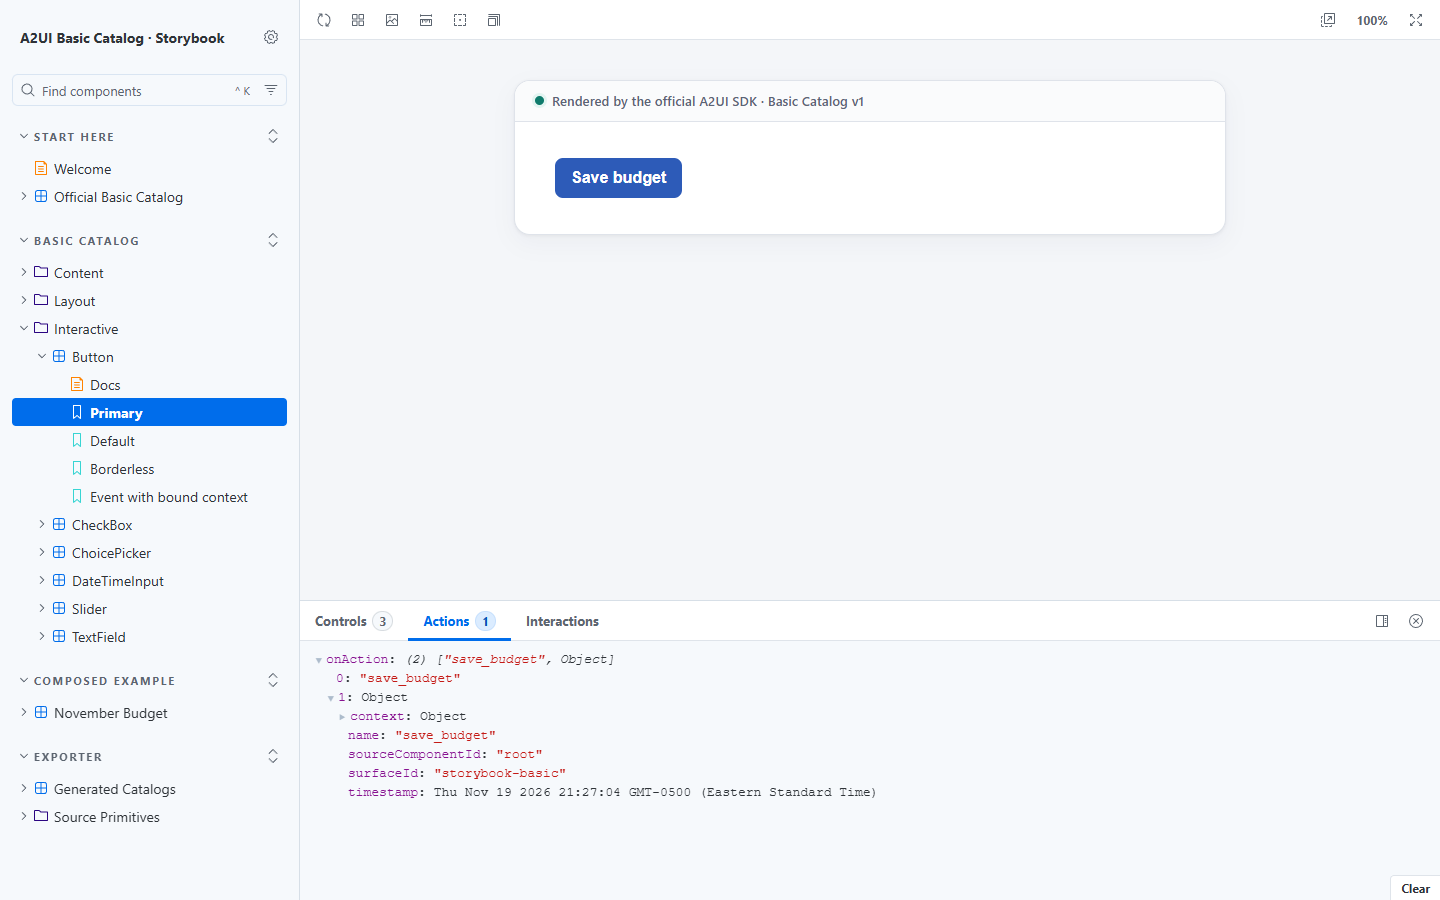 A2UI Basic Catalog · Storybook
Find components
^ K
START HERE
Welcome
Official Basic Catalog
BASIC CATALOG
Content
Layout
Interactive
Button
Docs
Primary
Default
Borderless
Event with bound context
CheckBox
ChoicePicker
DateTimeInput
Slider
TextField
COMPOSED EXAMPLE
November Budget
EXPORTER
Generated Catalogs
Source Primitives
100%
Rendered by the official A2UI SDK · Basic Catalog v1
Save budget
Controls 3
Actions 1
Interactions
onAction: (2) ["save_budget", Object]
0: "save_budget"
1: Object
context: Object
name: "save_budget"
sourceComponentId: "root"
surfaceId: "storybook-basic"
timestamp: Thu Nov 19 2026 21:27:04 GMT-0500 (Eastern Standard Time)
Clear